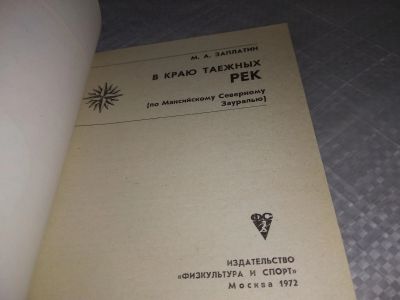 М. А. ЗАПЛАТИН
В КРАЮ ТАЕЖНЫХ
РЕК
(по Мансийскому Северному
Зауралью)
ФС
ИЗДАТЕЛЬСТВО
«ФИЗКУЛЬТУРА И СПОРТ»
Москва 1972